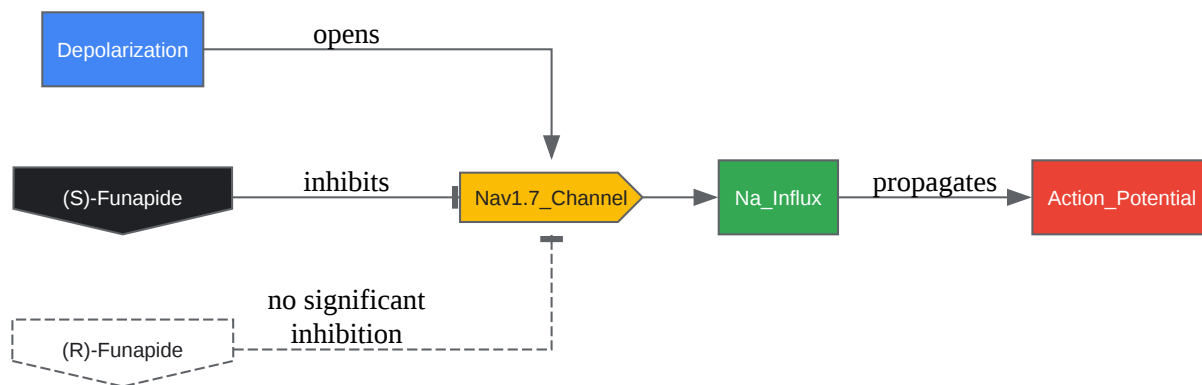 Depolarization
opens
(S)-Funapide
inhibits
Nav1.7_Channel
Na_Influx
propagates
Action_Potential
no significant
inhibition
(R)-Funapide